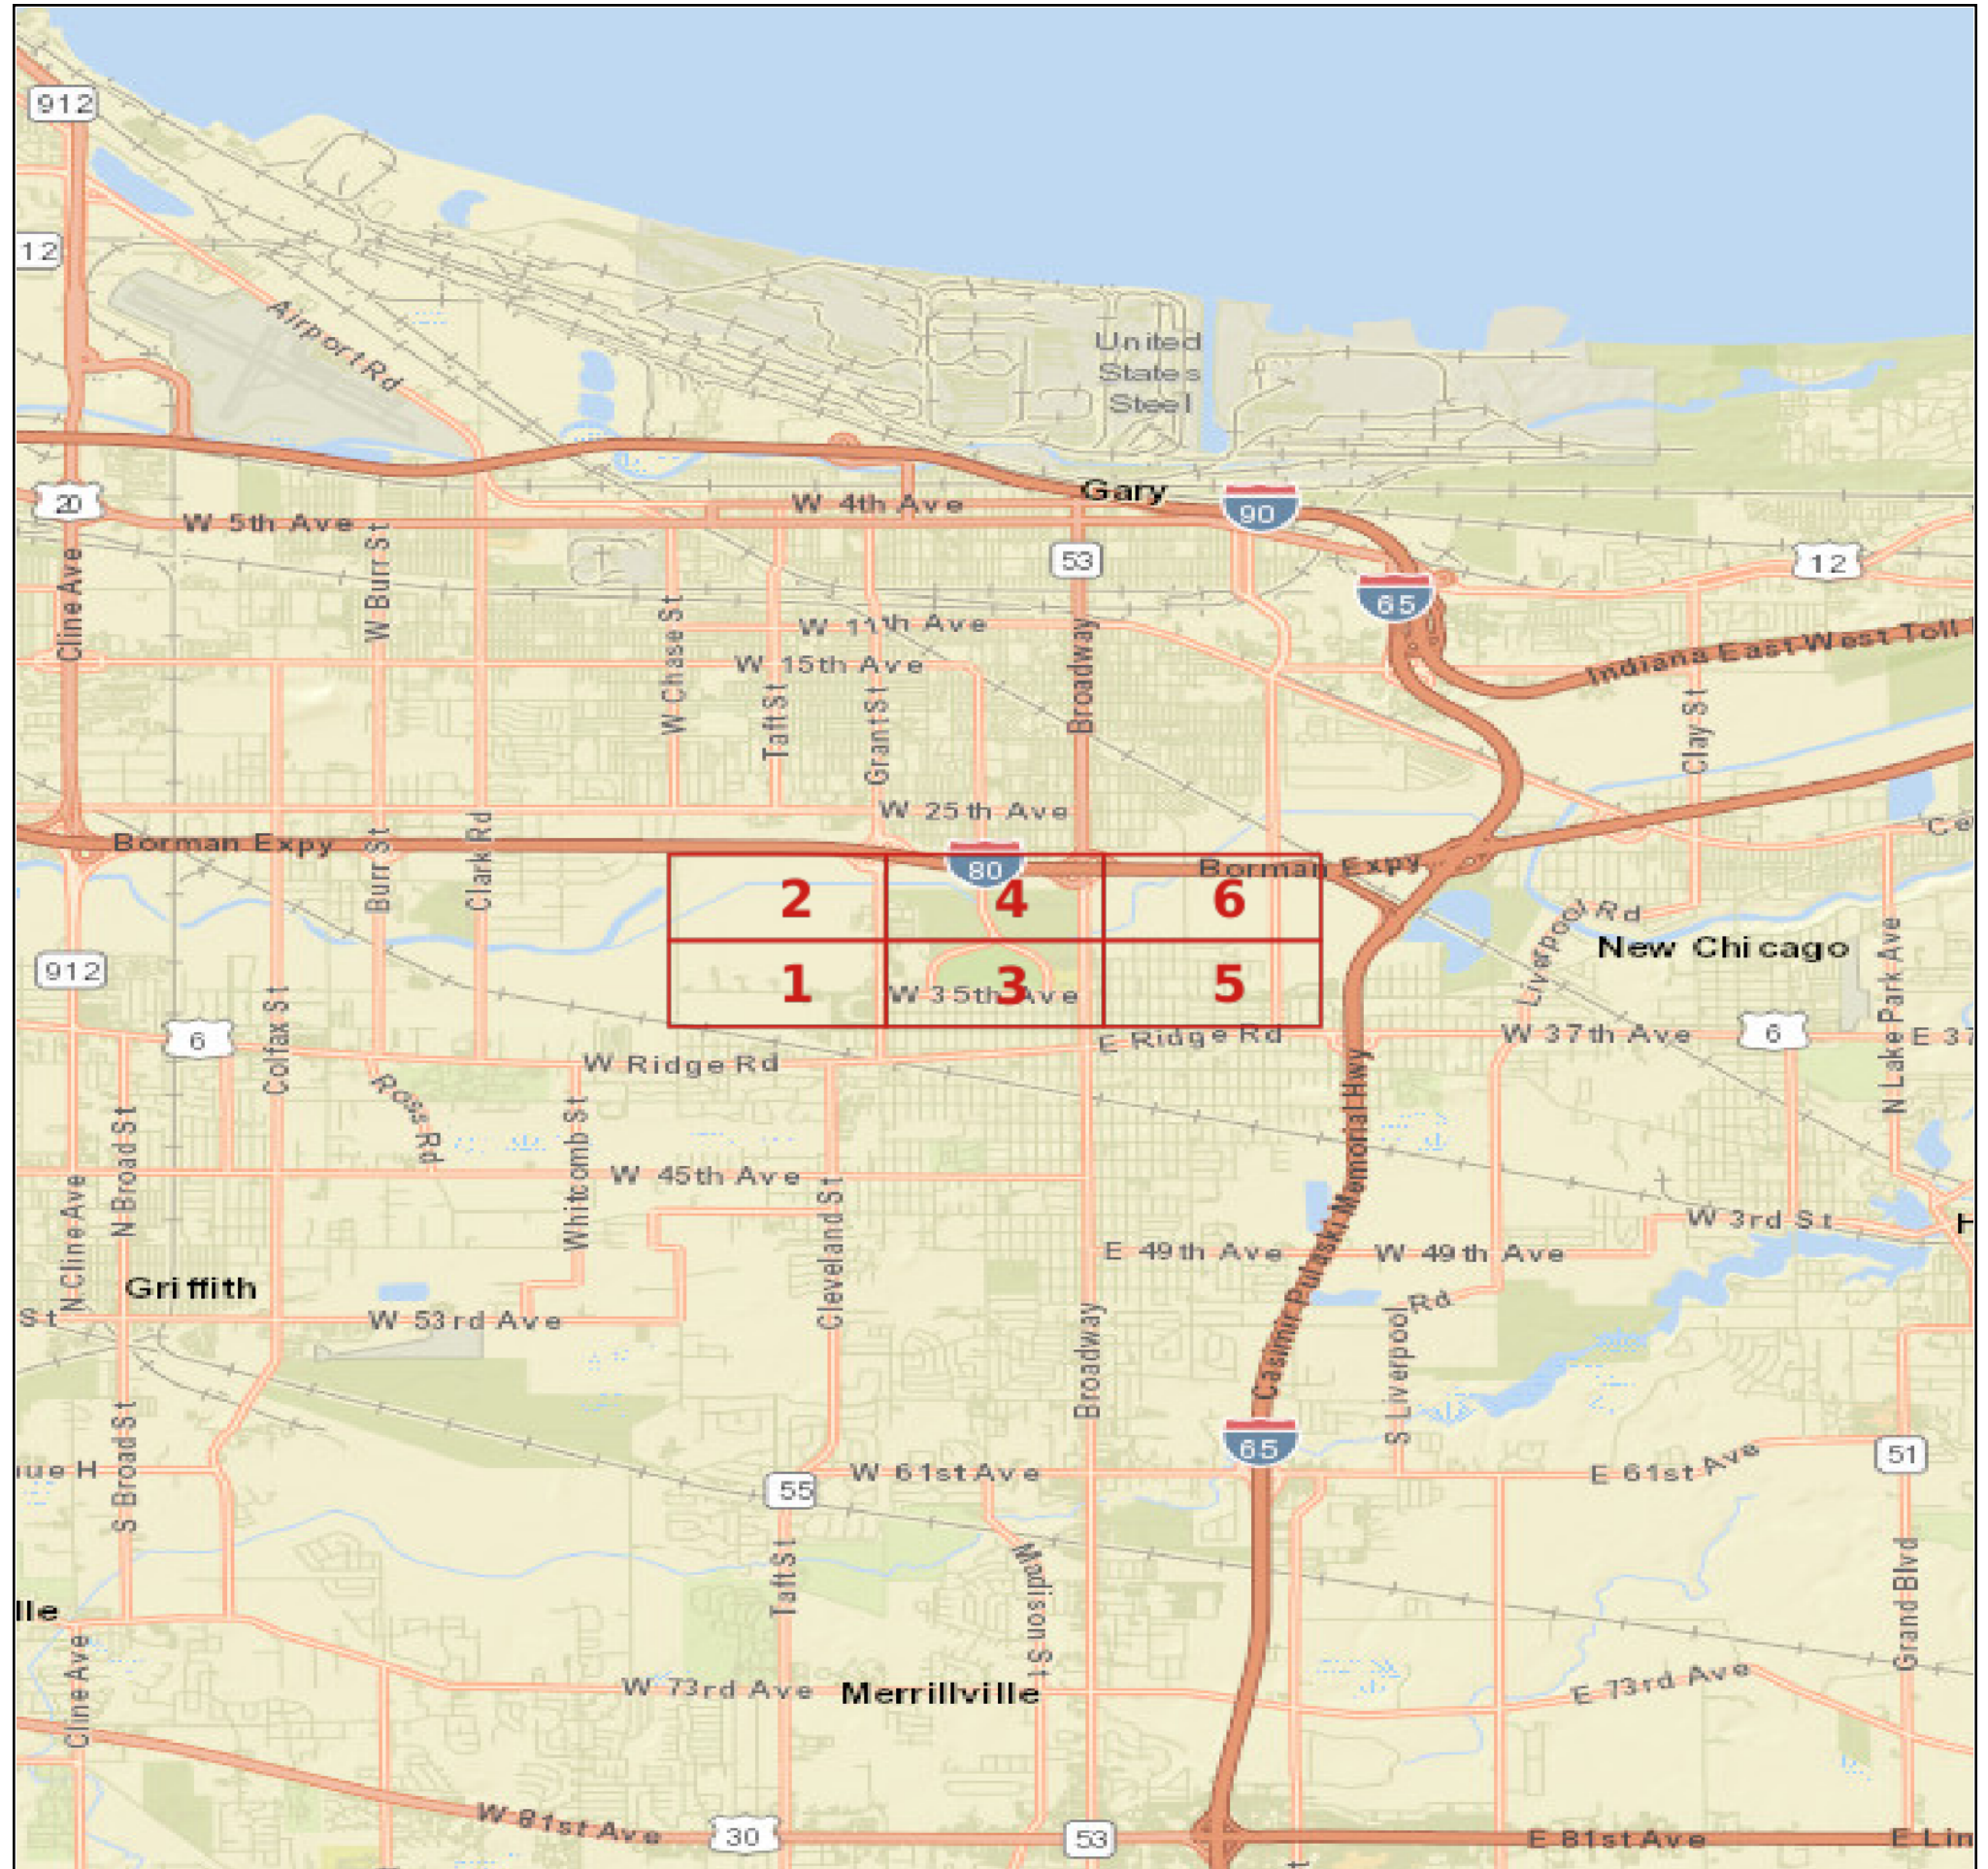 912
12
Airport Rd
United
States
Steel
Gary
W 4th Ave
90
20
W 5th Ave
W Burr St
53
12
65
Cline Ave
W Chase St
W 11th Ave
Broadway
Indiana East West Toll
W 15th Ave
Taft St
Grant St
Clay St
W 25th Ave
Borman Expy
Burr St
Clark Rd
80
Borman Expy
2
4
6
Liverpool Rd
New Chicago
912
1
3
5
W 35th Ave
N Lake Park Ave
Colfax St
6
W Ridge Rd
E Ridge Rd
W 37th Ave
6
E 37
Ross Rd
N Broad St
Whitcomb St
W 45th Ave
Casimir Pulaski Memorial Hwy
N Cline Ave
Cleveland St
W 3rd St
H
E 49th Ave
W 49th Ave
Griffith
Rd
St
W 53rd Ave
Broadway
S Liverpool
S Broad St
65
ue H
W 61st Ave
E 61st Ave
51
55
Taft St
Madison St
Grand Blvd
lle
Cline Ave
W 73rd Ave
Merrillville
E 73rd Ave
W 81st Ave
30
53
E 81st Ave
E Lin